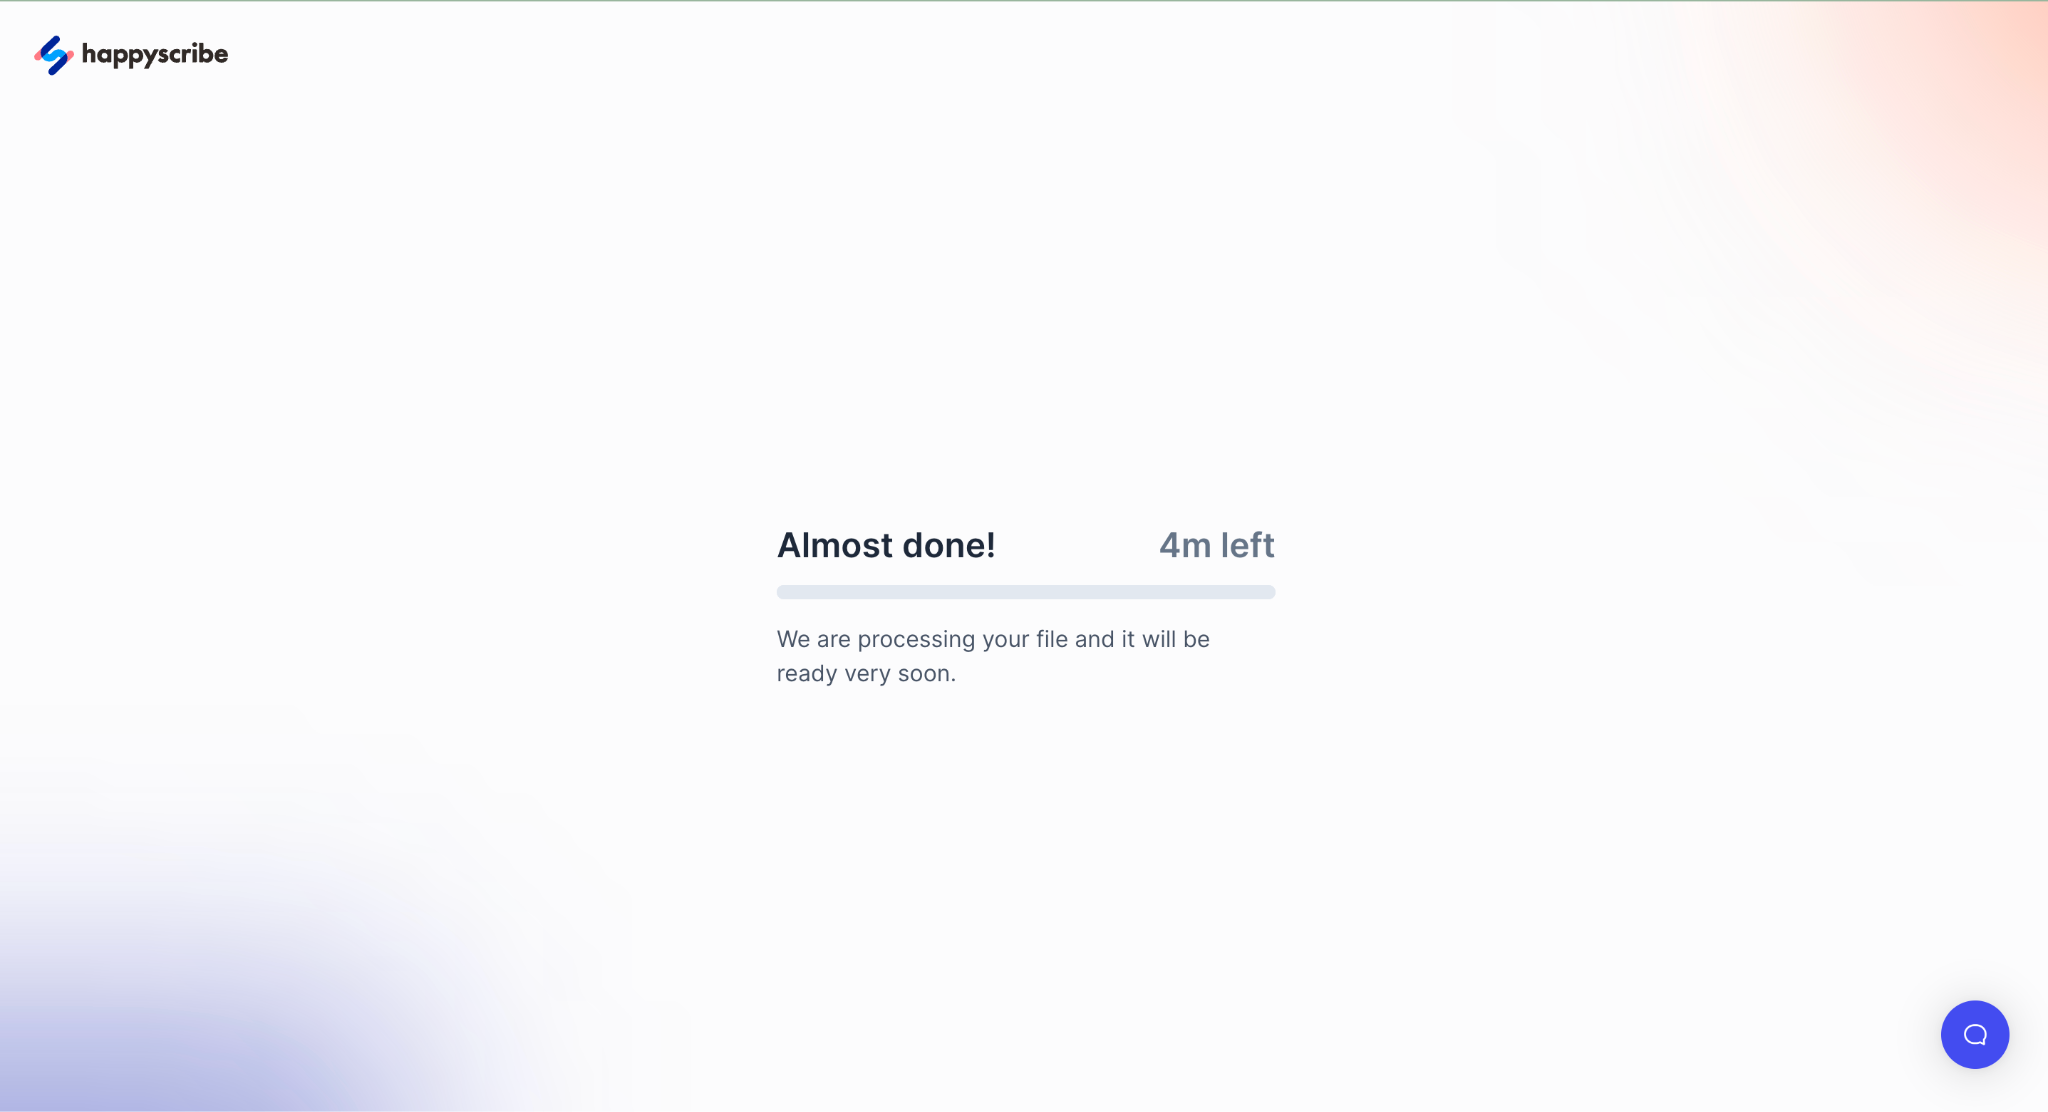 happyscribe
Almost done!
4m left
We are processing your file and it will be
ready very soon.